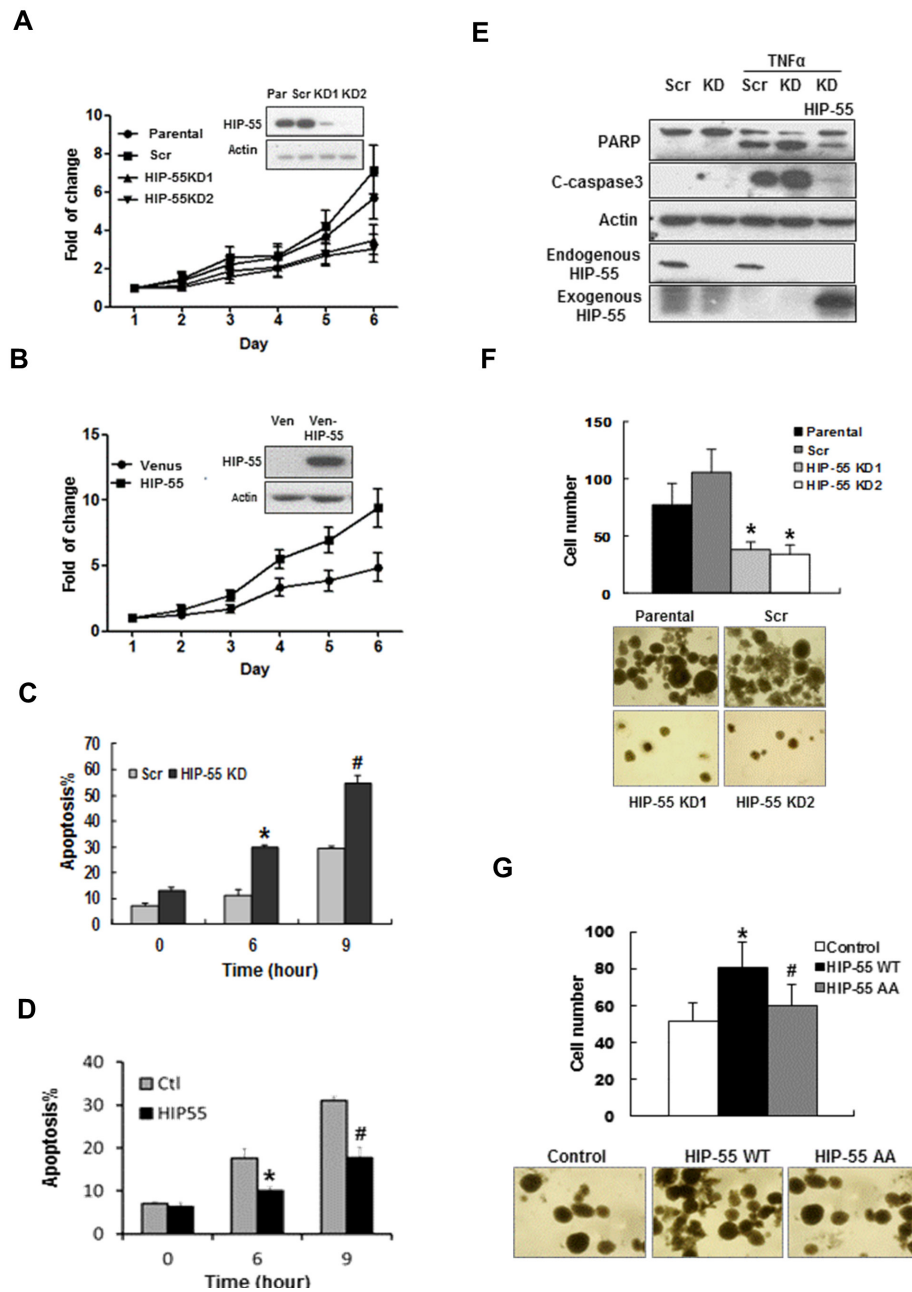 A
Par Scr KD1 KD2
HIP-55
Actin
Parental
Scr
HIP-55KD1
HIP-55KD2
Fold of change
10
8
6
4
2
0
1 2 3 4 5 6
Day
B
Ven Ven-HIP-55
HIP-55
Actin
Venus
HIP-55
Fold of change
15
10
5
0
1 2 3 4 5 6
Day
C
Scr HIP-55 KD
Apoptosis%
70
60
50
40
30
20
10
0
* #
0 6 9
Time (hour)
D
Ctl
HIP55
Apoptosis%
40
30
20
10
0
* #
0 6 9
Time (hour)
E
TNFα
Scr KD Scr KD KD
HIP-55
PARP
C-caspase3
Actin
Endogenous
HIP-55
Exogenous
HIP-55
F
Parental
Scr
HIP-55 KD1
HIP-55 KD2
Cell number
150
100
50
0
* *
Parental Scr
HIP-55 KD1 HIP-55 KD2
G
Control
HIP-55 WT
HIP-55 AA
Cell number
100
80
60
40
20
0
* #
Control HIP-55 WT HIP-55 AA